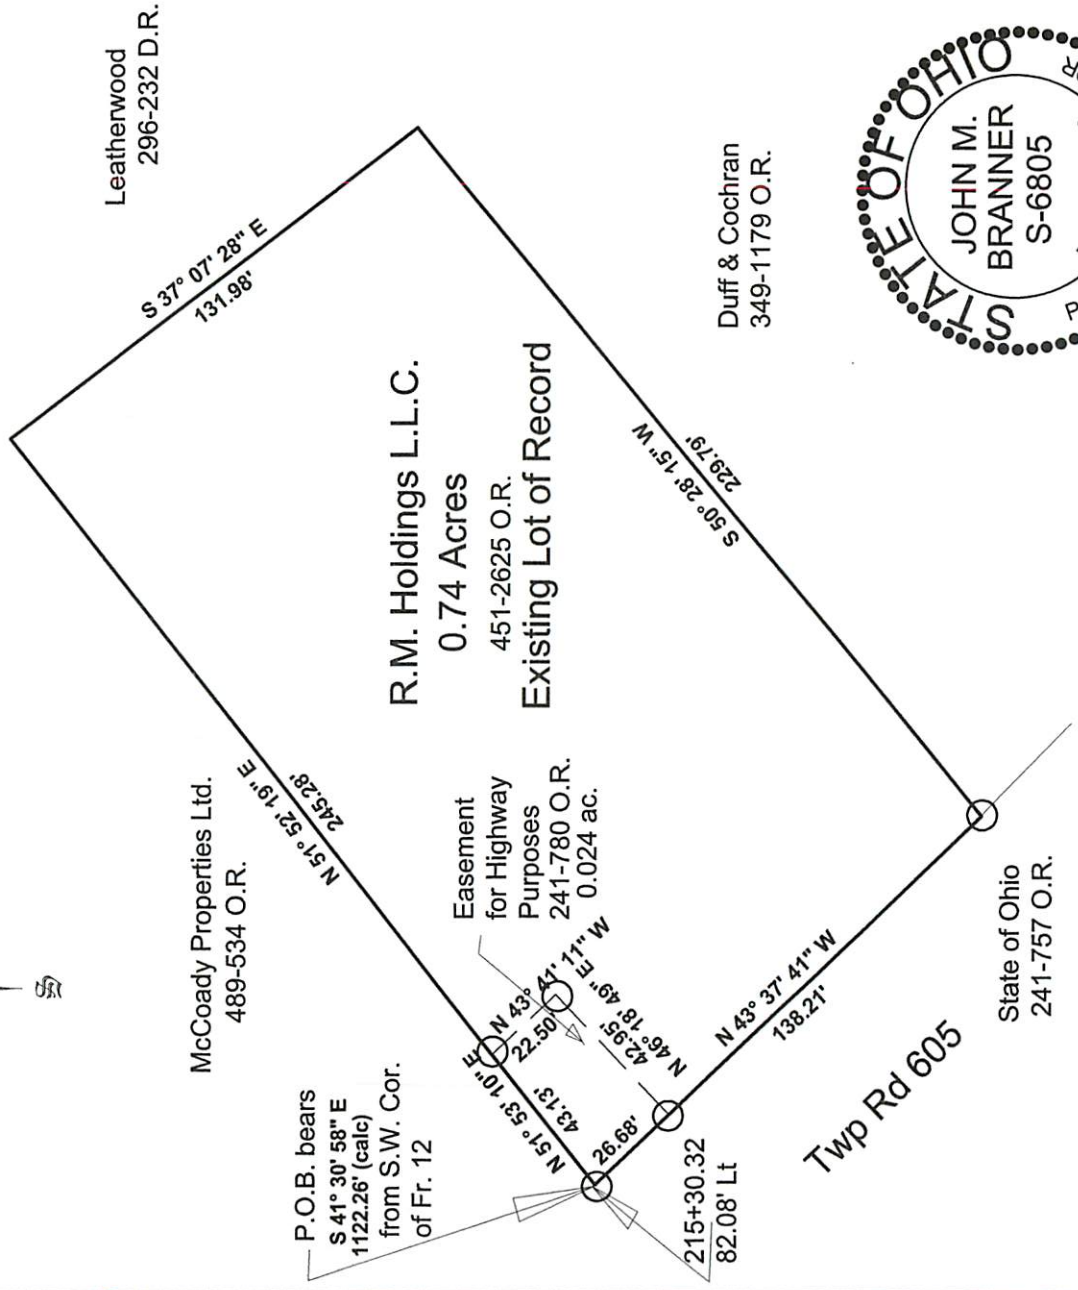 Leatherwood
296-232 D.R.
S 37° 07' 28" E
131.98'
McCoady Properties Ltd.
489-534 O.R.
N 51° 52' 19" E
245.28'
R.M. Holdings L.L.C.
0.74 Acres
451-2625 O.R.
Existing Lot of Record
Duff & Cochran
349-1179 O.R.
S 50° 28' 15" W
229.79'
Easement
for Highway
Purposes
241-780 O.R.
0.024 ac.
P.O.B. bears
S 41° 30' 58" E
1122.26' (calc)
from S.W. Cor.
of Fr. 12
N 51° 53' 10" E
43.13'
N 43° 41' 11" W
22.50'
42.95'
N 46° 18' 49" E
26.68'
N 43° 37' 41" W
138.21'
215+30.32
82.08' Lt
Twp Rd 605
State of Ohio
241-757 O.R.
STATE OF OHIO
JOHN M.
BRANNER
S-6805